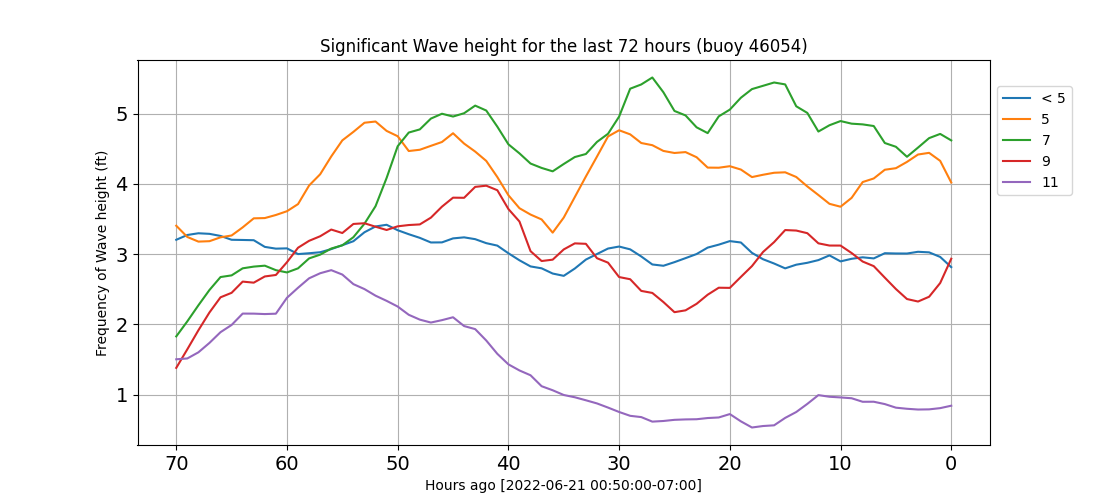 Significant Wave height for the last 72 hours (buoy 46054)
Frequency of Wave height (ft)
5
4
3
2
1
70 60 50 40 30 20 10 0
Hours ago [2022-06-21 00:50:00-07:00]
< 5
5
7
9
11